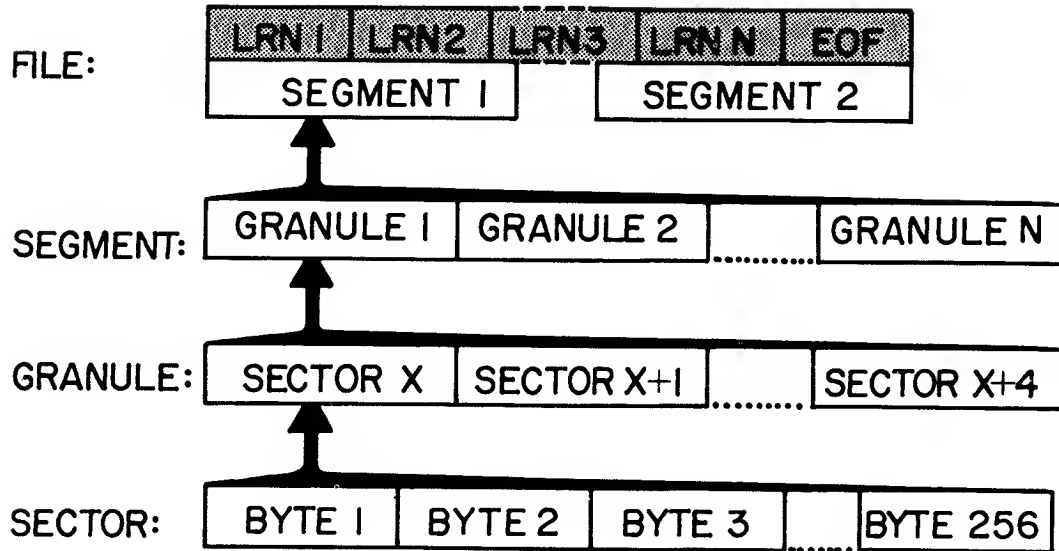 LRN 1 LRN2 LRN3 LRN N EOF
FILE:
SEGMENT 1 SEGMENT 2
SEGMENT: GRANULE 1 GRANULE 2 GRANULE N
GRANULE: SECTOR X SECTOR X+1 SECTOR X+4
SECTOR: BYTE 1 BYTE 2 BYTE 3 BYTE 256